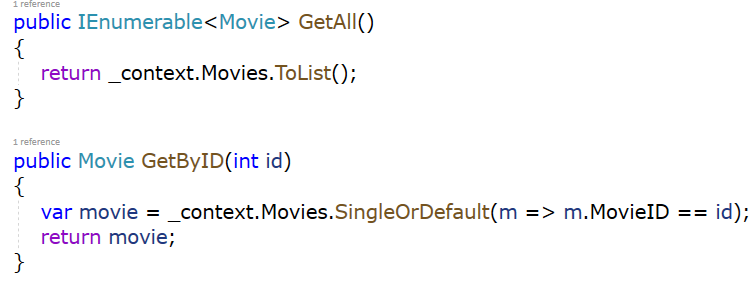 1 reference
public IEnumerable<Movie> GetAll()
{
return _context.Movies.ToList();
}
1 reference
public Movie GetByID(int id)
{
var movie = _context.Movies.SingleOrDefault(m => m.MovieID == id);
return movie;
}